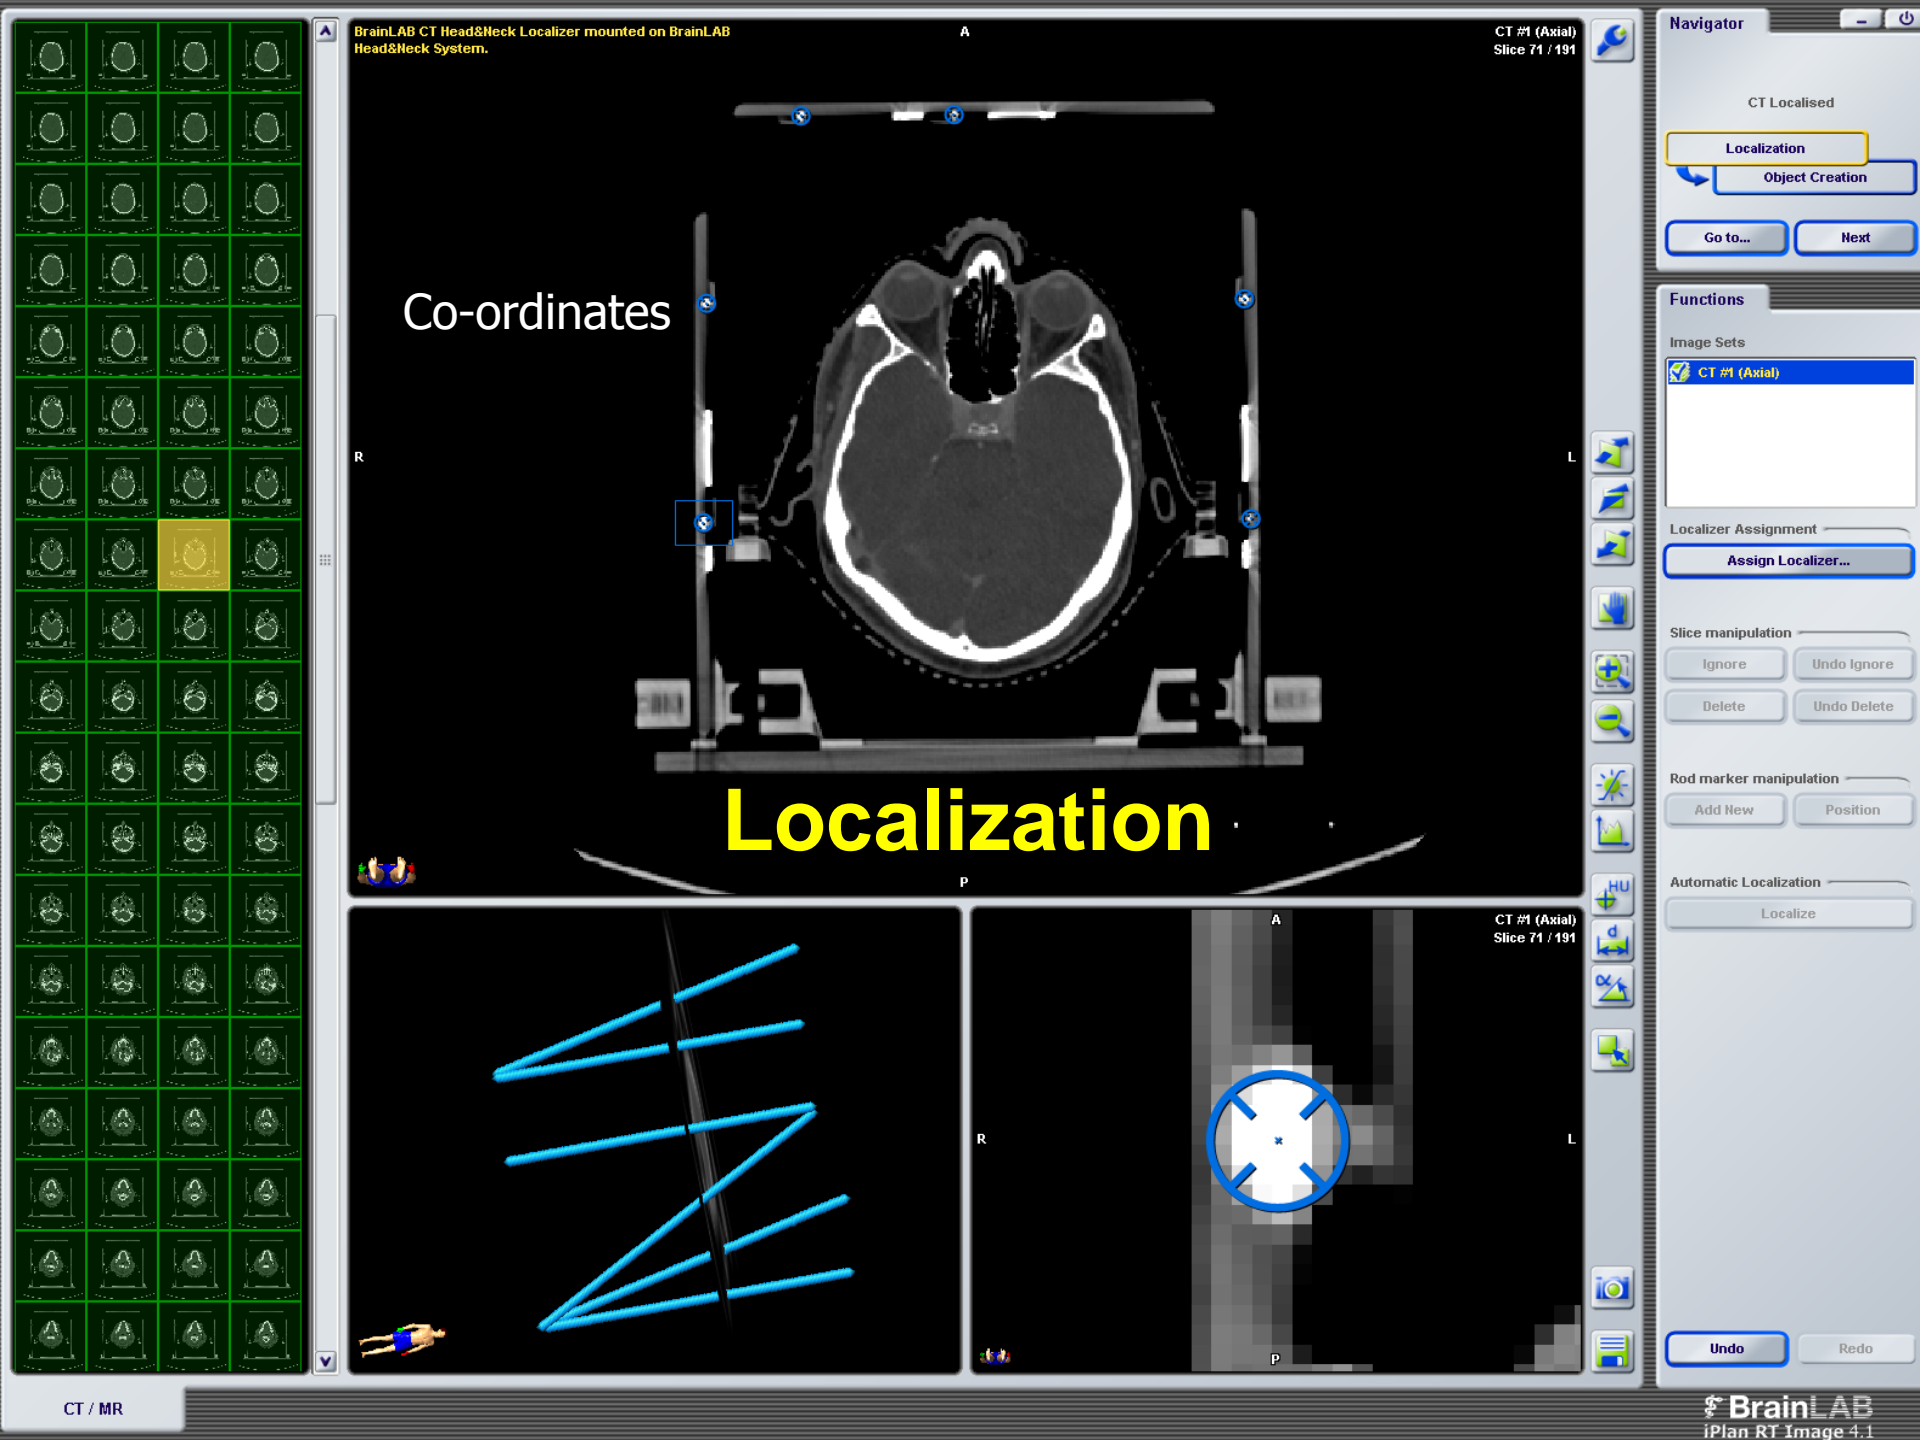 BrainLAB CT Head&Neck Localizer mounted on BrainLAB
Head&Neck System.
A
CT #1 (Axial)
Slice 71 / 191
Co-ordinates
R
L
Localization
P
A
CT #1 (Axial)
Slice 71 / 191
R
L
P
HU
d
α
Navigator
CT Localised
Localization
Object Creation
Go to...
Next
Functions
Image Sets
CT #1 (Axial)
Localizer Assignment
Assign Localizer...
Slice manipulation
Ignore
Undo Ignore
Delete
Undo Delete
Rod marker manipulation
Add New
Position
Automatic Localization
Localize
Undo
Redo
CT / MR
BrainLAB
iPlan RT Image 4.1